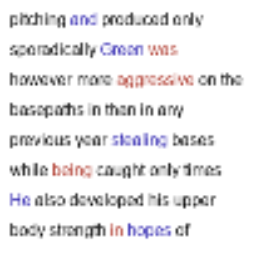 pitching and produced only
sporadically Green was
however more aggressive on the
basepaths in than in any
previous year stealing bases
while being caught only times
He also developed his upper
body strength in hopes of